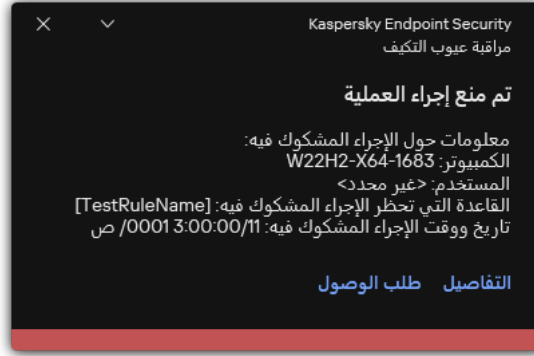 Kaspersky Endpoint Security
مراقبة عيوب التكيف
تم منع إجراء العملية
معلومات حول الإجراء المشكوك فيه:
الكمبيوتر: W22H2-X64-1683
المستخدم: <غير محدد>
القاعدة التي تحظر الإجراء المشكوك فيه: [TestRuleName]
تاريخ ووقت الإجراء المشكوك فيه: 11/‏0001 3:00:00/ ص
التفاصيل طلب الوصول